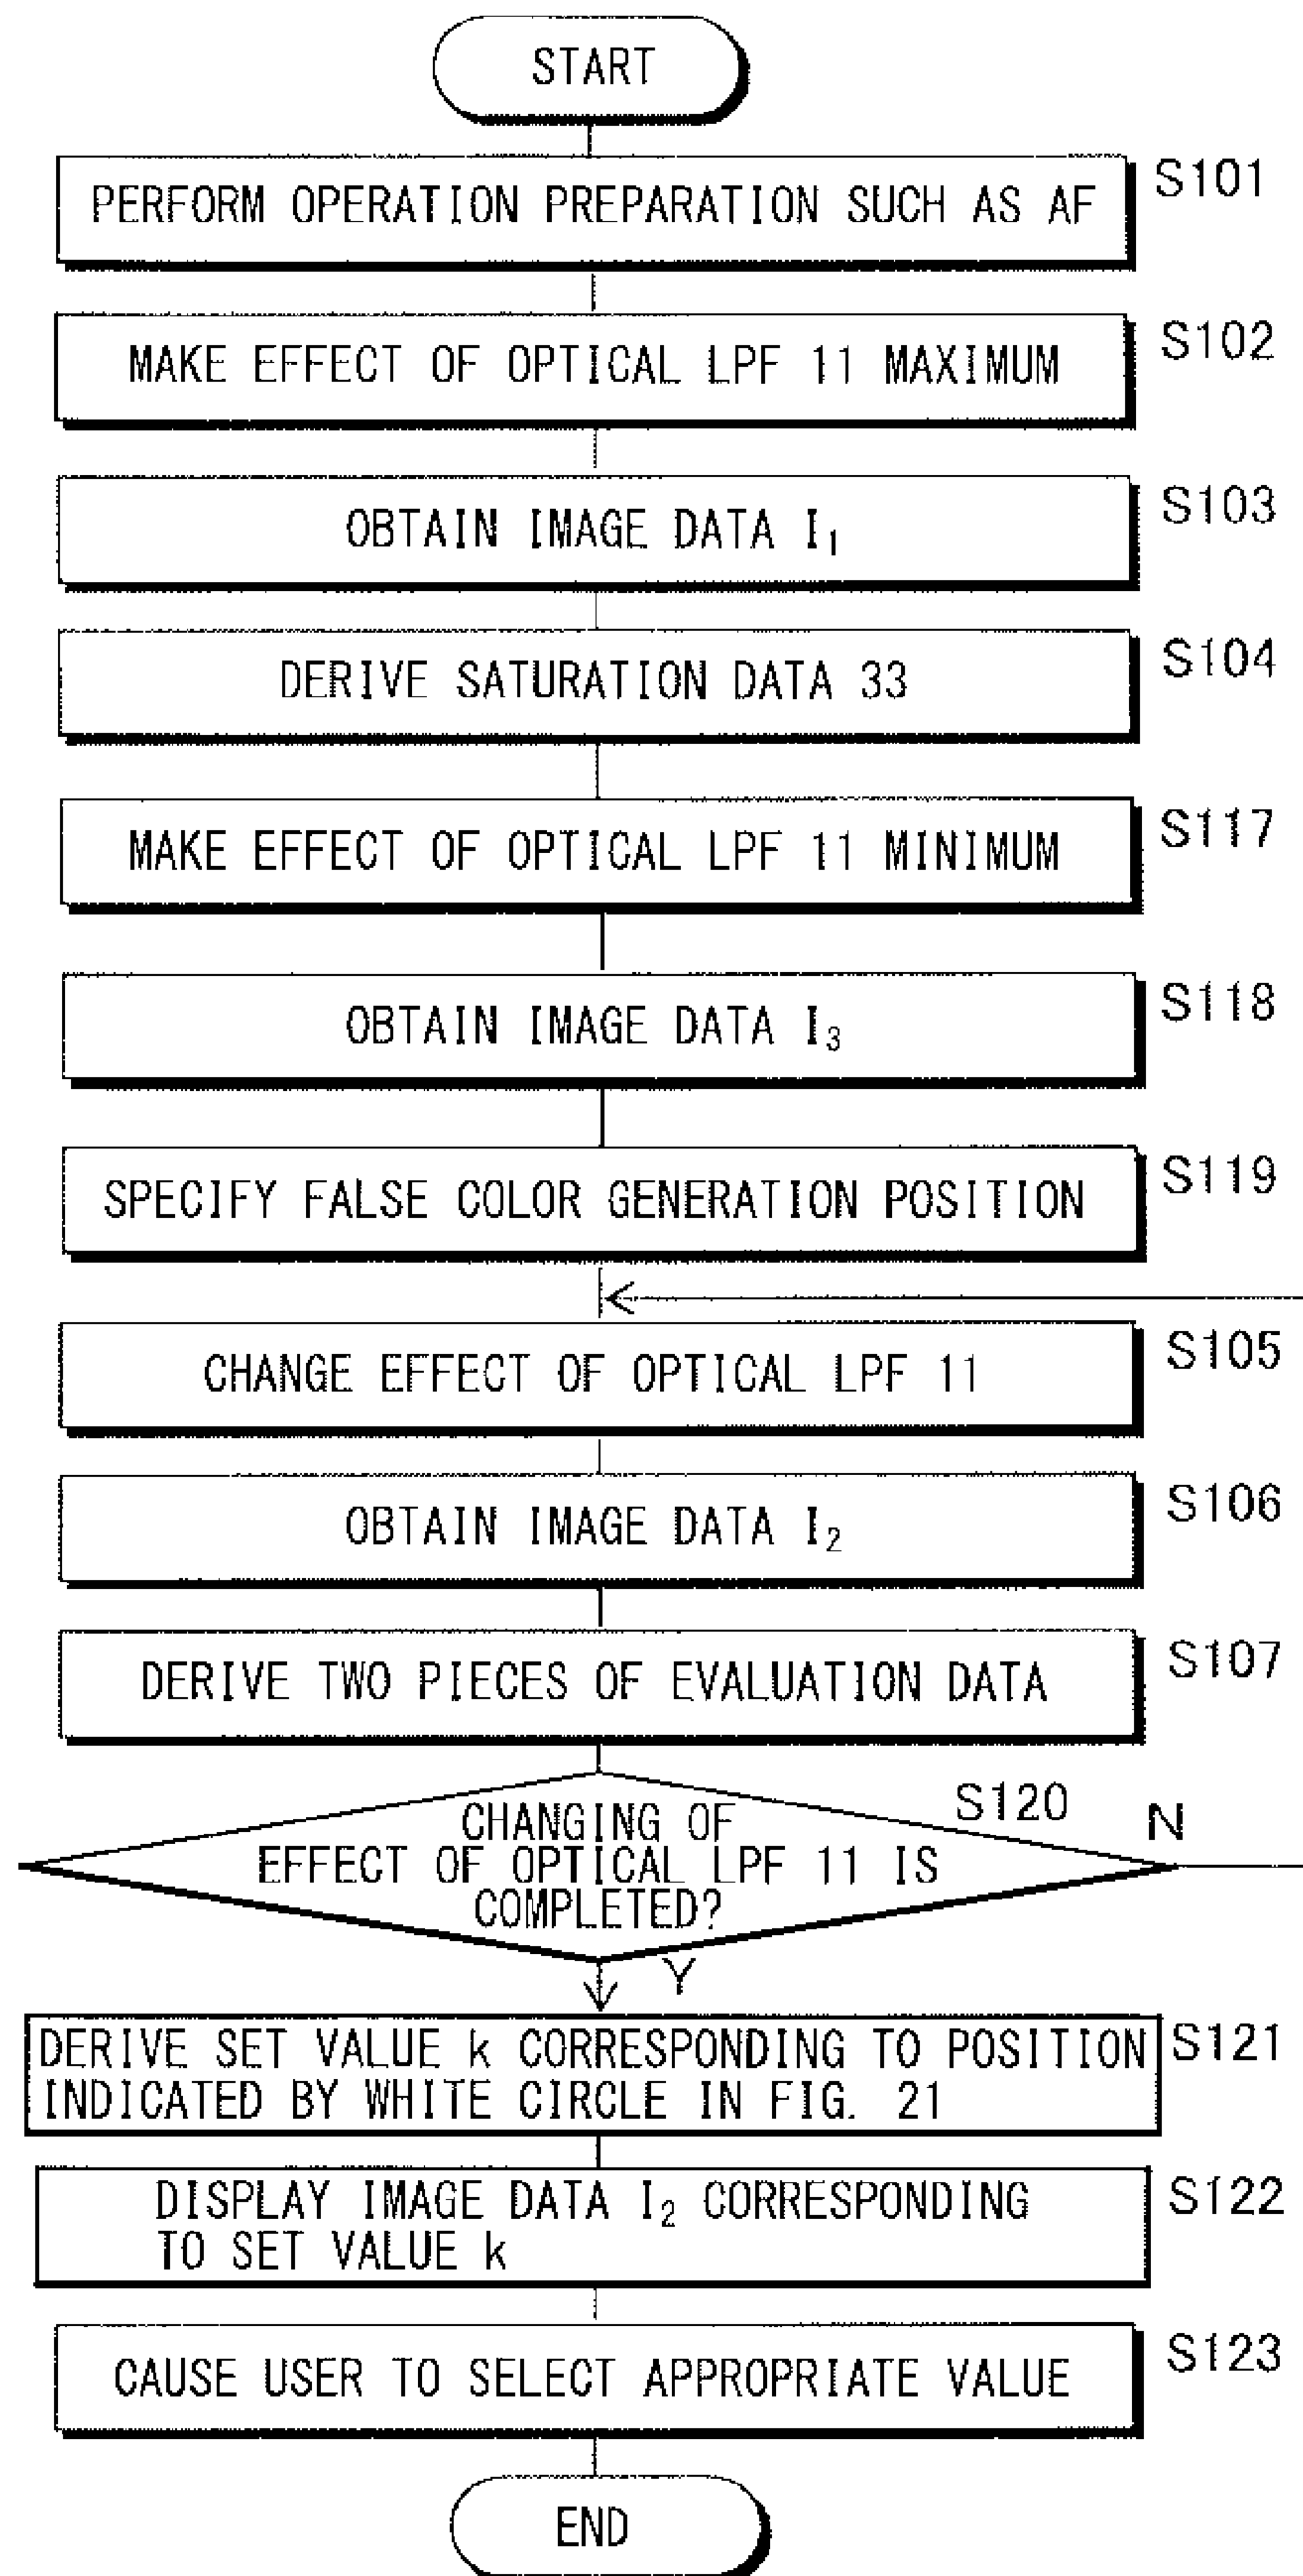 START
PERFORM OPERATION PREPARATION SUCH AS AF
S101
MAKE EFFECT OF OPTICAL LPF 11 MAXIMUM
S102
OBTAIN IMAGE DATA I₁
S103
DERIVE SATURATION DATA 33
S104
MAKE EFFECT OF OPTICAL LPF 11 MINIMUM
S117
OBTAIN IMAGE DATA I₃
S118
SPECIFY FALSE COLOR GENERATION POSITION
S119
CHANGE EFFECT OF OPTICAL LPF 11
S105
OBTAIN IMAGE DATA I₂
S106
DERIVE TWO PIECES OF EVALUATION DATA
S107
S120
CHANGING OF
EFFECT OF OPTICAL LPF 11 IS
COMPLETED?
N
Y
DERIVE SET VALUE k CORRESPONDING TO POSITION
INDICATED BY WHITE CIRCLE IN FIG. 21
S121
DISPLAY IMAGE DATA I₂ CORRESPONDING
TO SET VALUE k
S122
CAUSE USER TO SELECT APPROPRIATE VALUE
S123
END